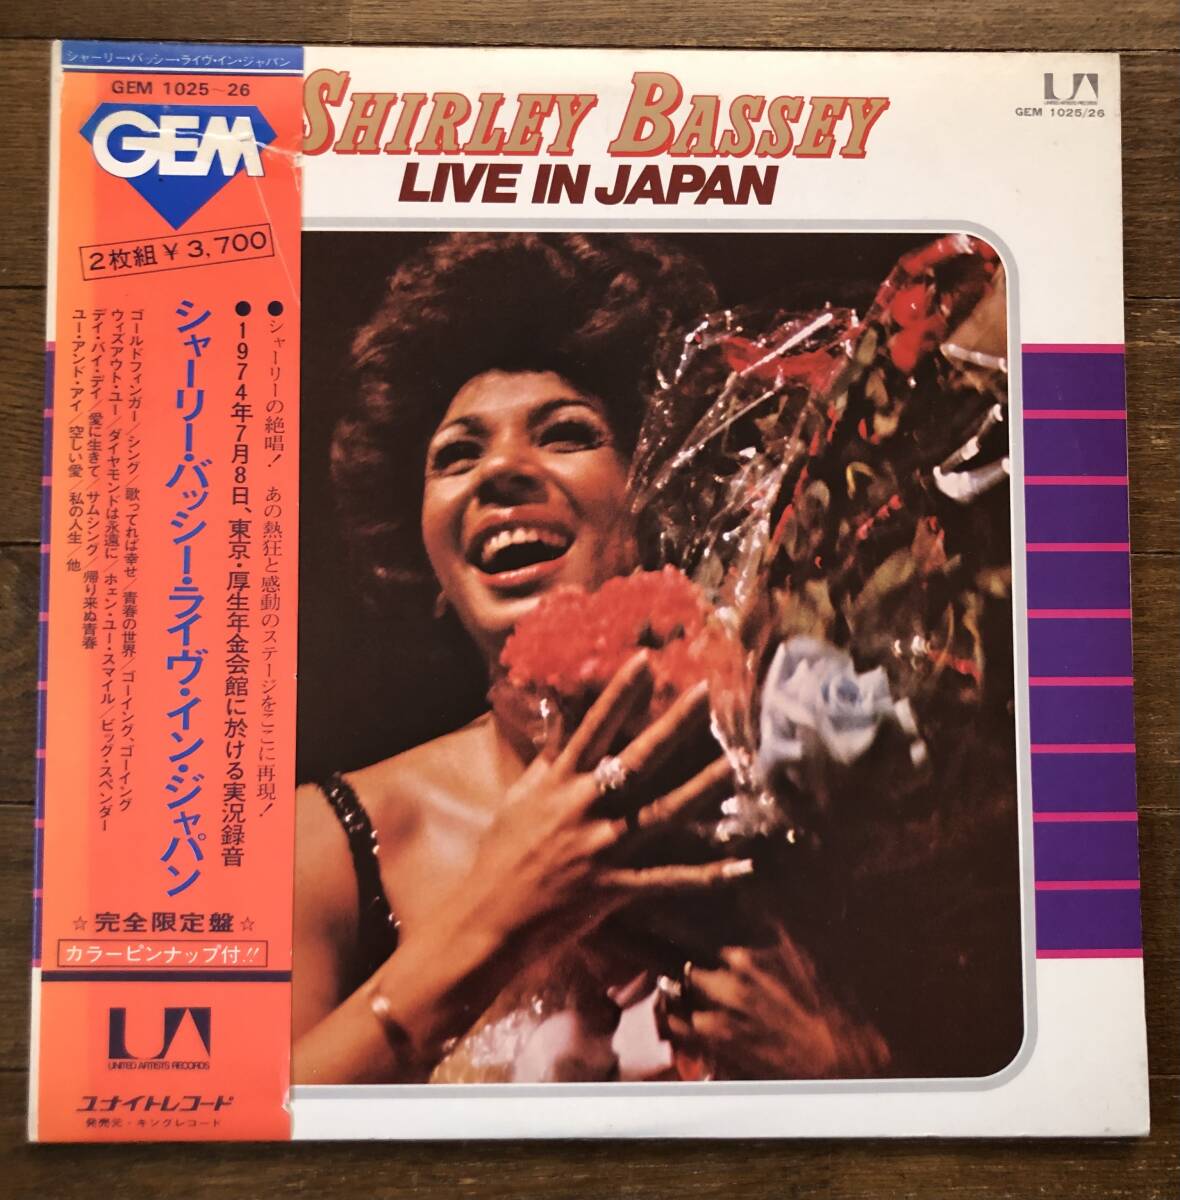 シャーリー・バッシー・ライヴ・イン・ジャパン
GEM 1025~26
GEM
2枚組 ¥3,700
●シャーリーの絶唱! あの熱狂と感動のステージをここに再現!
●1974年7月8日、東京・厚生年金会館に於ける実況録音
シャーリー・バッシー・ライヴ・イン・ジャパン
ゴールドフィンガー/シング/歌ってれば幸せ/青春の世界/ゴーイング、ゴーイング
ウィズアウト・ユー/ダイヤモンドは永遠に/ホェン・ユー・スマイル/ビッグ・スペンダー
デイ・バイ・デイ/愛に生きて/サムシング/帰り来ぬ青春
ユー・アンド・アイ/空しい愛 私の人生/他
☆完全限定盤☆
カラーピンナップ付!!
UA
UNITED ARTISTS RECORDS
ユナイトレコード
発売元・キングレコード
SHIRLEY BASSEY
LIVE IN JAPAN
UA
UNITED ARTISTS RECORDS
GEM 1025/26